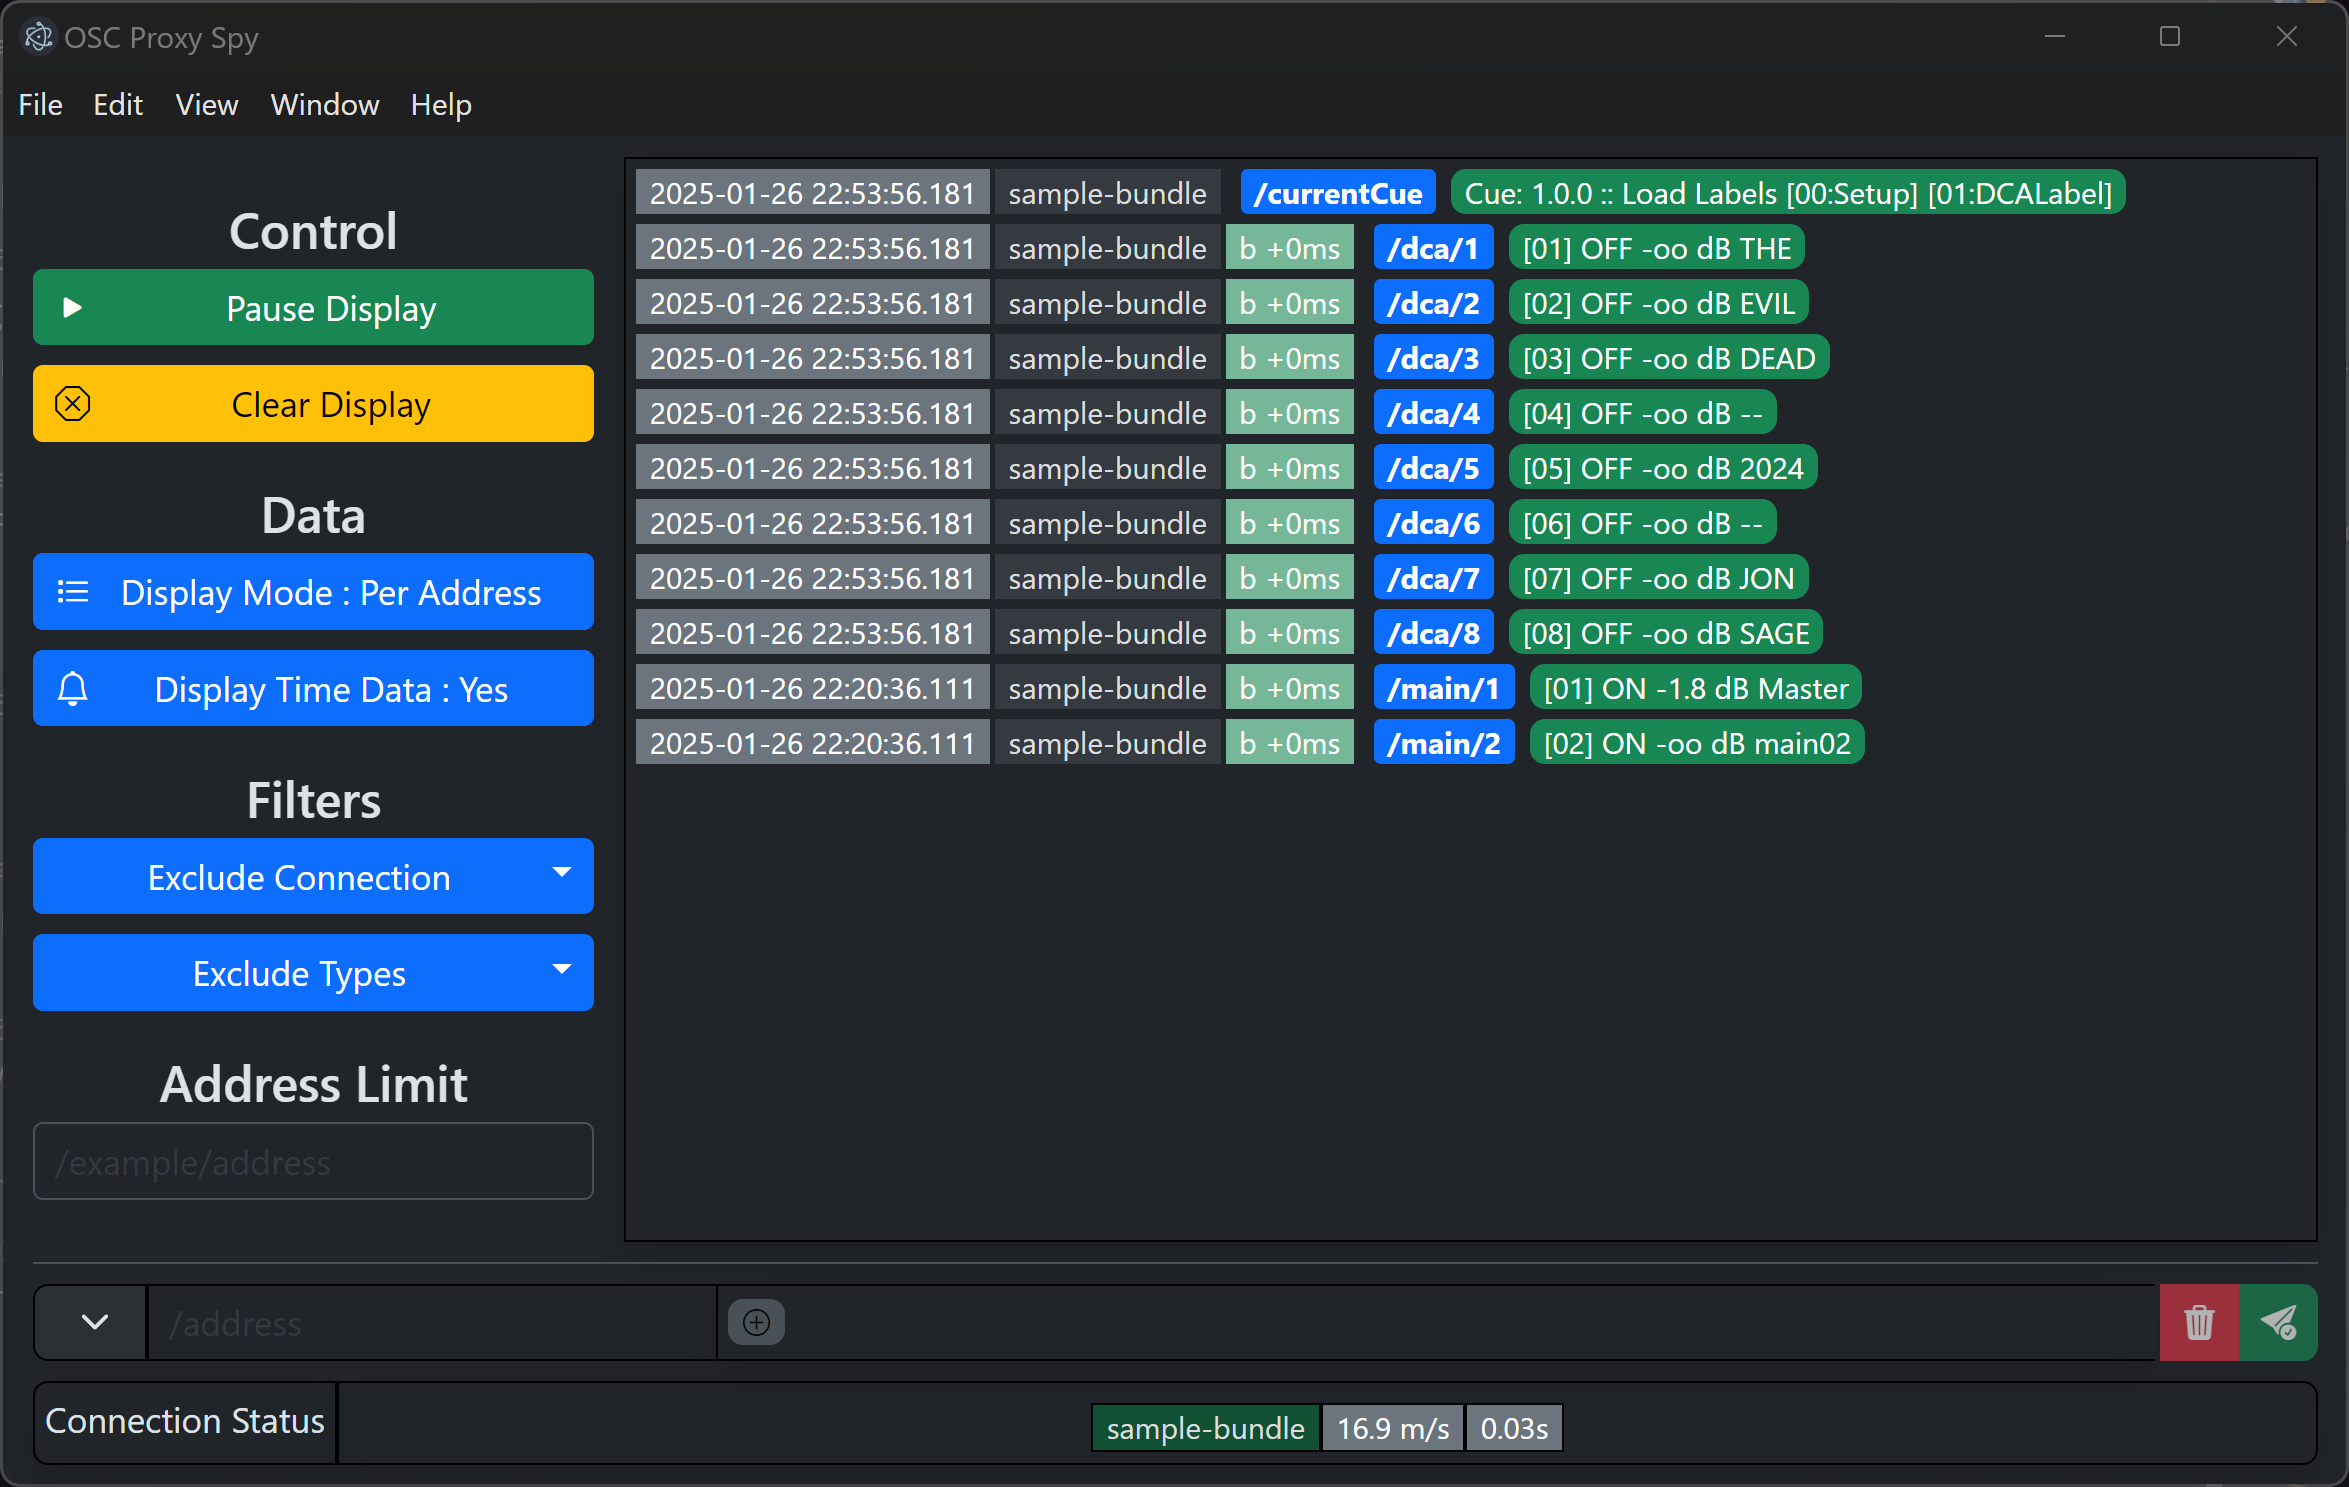 OSC Proxy Spy
File Edit View Window Help
Control
Pause Display
Clear Display
Data
Display Mode : Per Address
Display Time Data : Yes
Filters
Exclude Connection
Exclude Types
Address Limit
/example/address
2025-01-26 22:53:56.181 sample-bundle /currentCue Cue: 1.0.0 :: Load Labels [00:Setup] [01:DCALabel]
2025-01-26 22:53:56.181 sample-bundle b +0ms /dca/1 [01] OFF -oo dB THE
2025-01-26 22:53:56.181 sample-bundle b +0ms /dca/2 [02] OFF -oo dB EVIL
2025-01-26 22:53:56.181 sample-bundle b +0ms /dca/3 [03] OFF -oo dB DEAD
2025-01-26 22:53:56.181 sample-bundle b +0ms /dca/4 [04] OFF -oo dB --
2025-01-26 22:53:56.181 sample-bundle b +0ms /dca/5 [05] OFF -oo dB 2024
2025-01-26 22:53:56.181 sample-bundle b +0ms /dca/6 [06] OFF -oo dB --
2025-01-26 22:53:56.181 sample-bundle b +0ms /dca/7 [07] OFF -oo dB JON
2025-01-26 22:53:56.181 sample-bundle b +0ms /dca/8 [08] OFF -oo dB SAGE
2025-01-26 22:20:36.111 sample-bundle b +0ms /main/1 [01] ON -1.8 dB Master
2025-01-26 22:20:36.111 sample-bundle b +0ms /main/2 [02] ON -oo dB main02
/address
Connection Status sample-bundle 16.9 m/s 0.03s